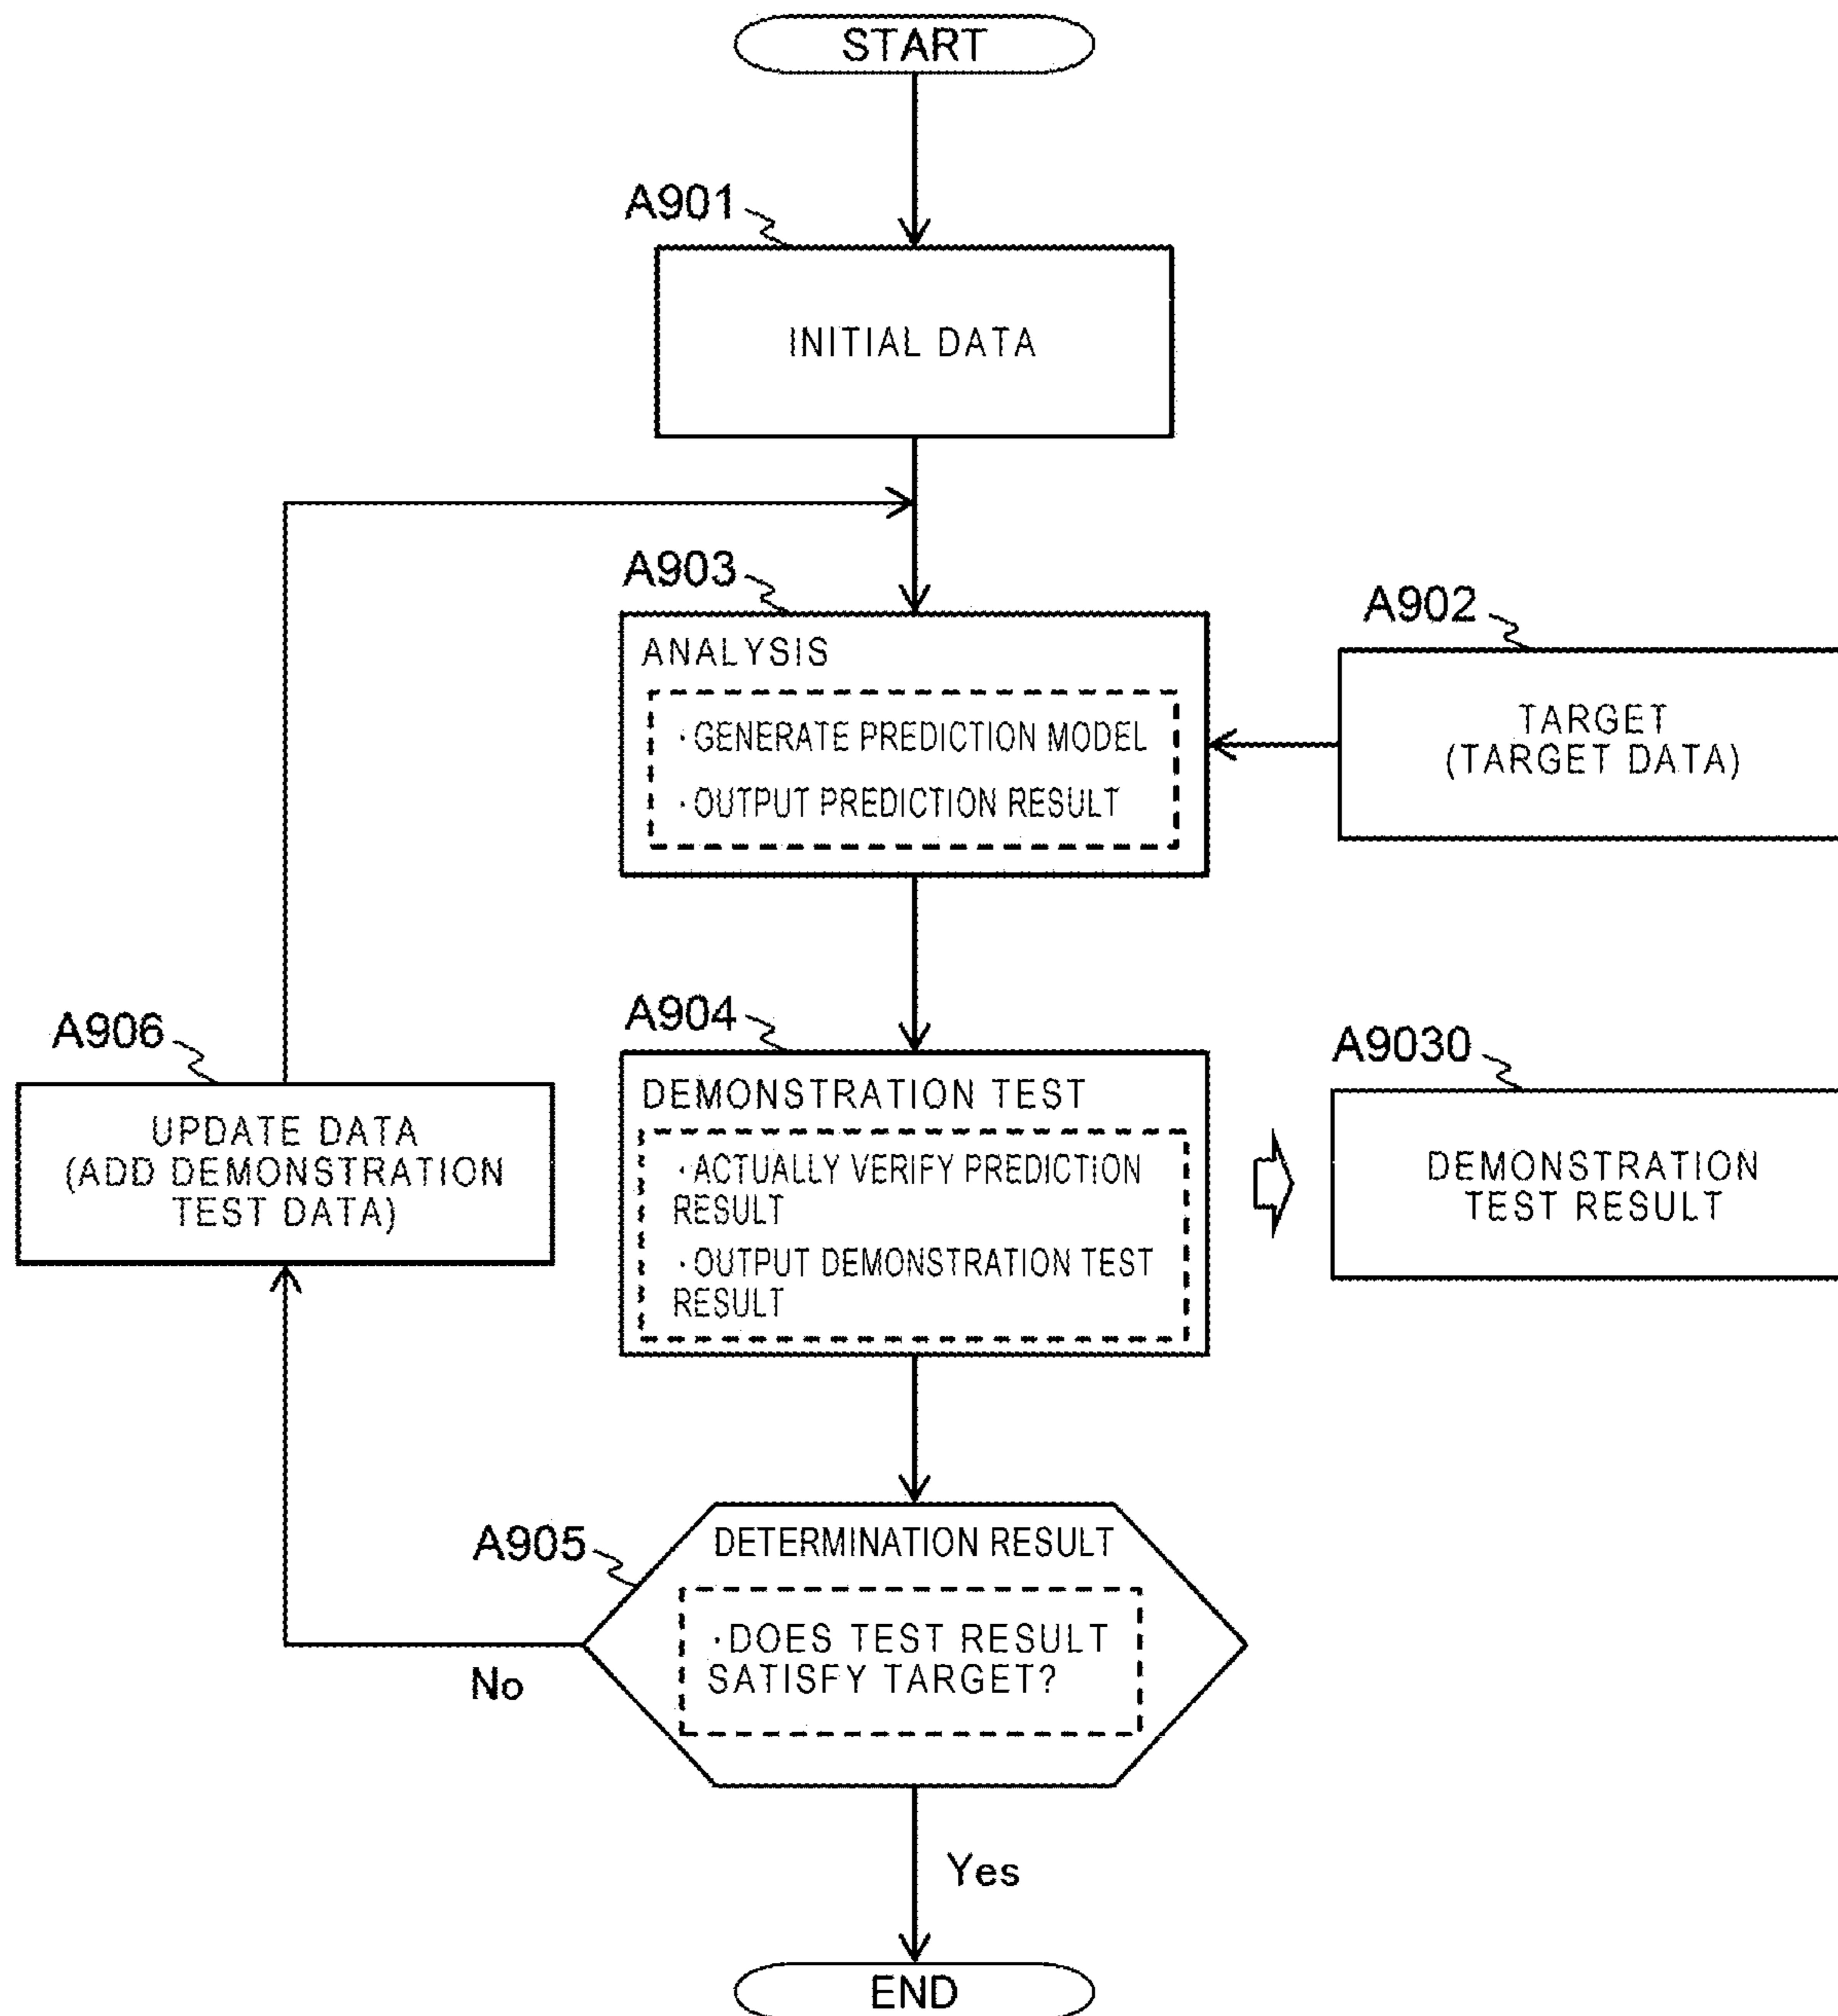 START
A901
INITIAL DATA
A903
ANALYSIS
・GENERATE PREDICTION MODEL
・OUTPUT PREDICTION RESULT
A902
TARGET
(TARGET DATA)
A906
UPDATE DATA
(ADD DEMONSTRATION
TEST DATA)
A904
DEMONSTRATION TEST
・ACTUALLY VERIFY PREDICTION
RESULT
・OUTPUT DEMONSTRATION TEST
RESULT
A9030
DEMONSTRATION
TEST RESULT
A905
DETERMINATION RESULT
・DOES TEST RESULT
SATISFY TARGET?
No
Yes
END